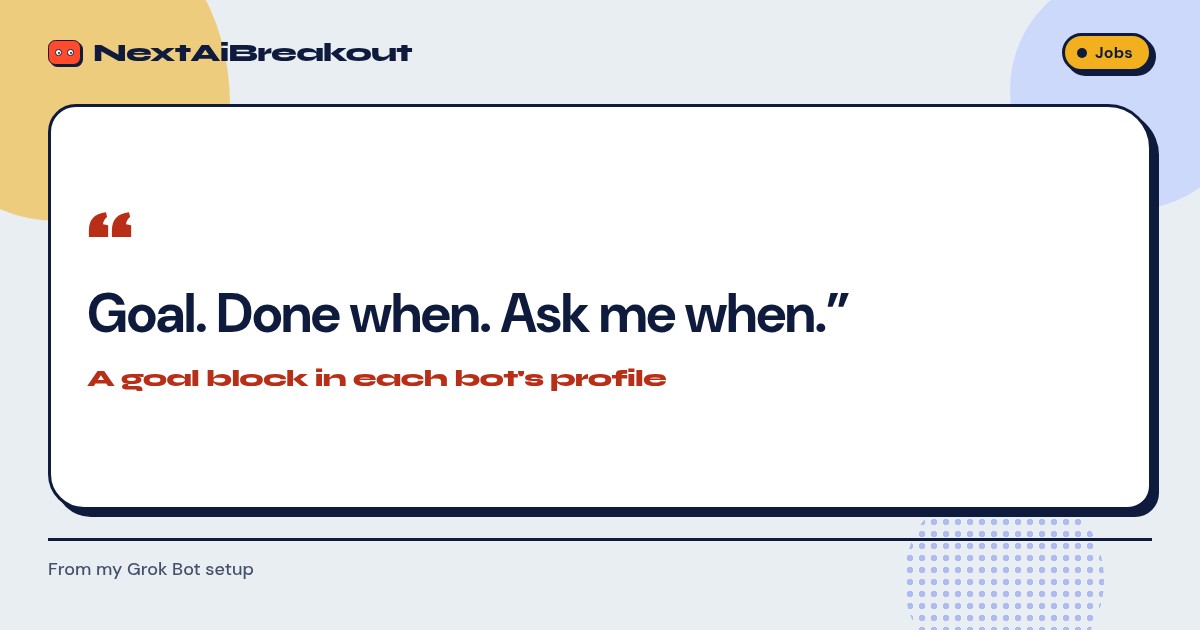 NextAiBreakout
Jobs
“
Goal. Done when. Ask me when.”
A goal block in each bot's profile
From my Grok Bot setup